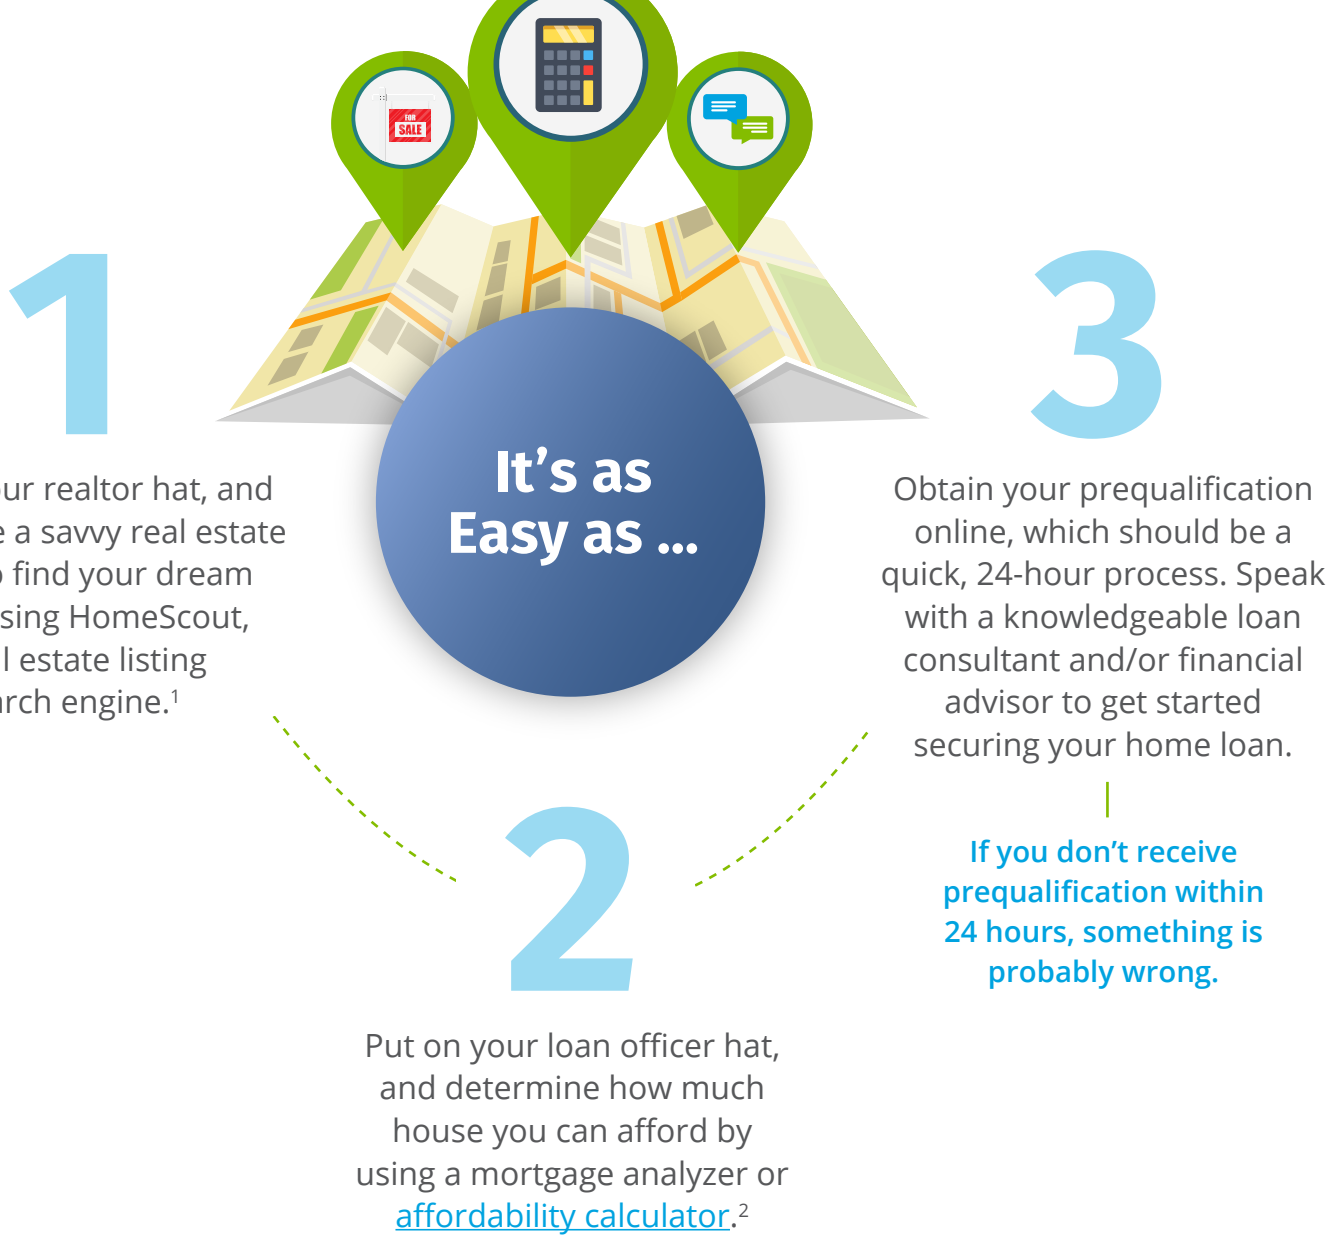 FOR
SALE
It’s as
Easy as ...
1
ur realtor hat, and
e a savvy real estate
find your dream
sing HomeScout,
l estate listing
rch engine.1
2
Put on your loan officer hat,
and determine how much
house you can afford by
using a mortgage analyzer or
affordability calculator.2
3
Obtain your prequalification
online, which should be a
quick, 24-hour process. Speak
with a knowledgeable loan
consultant and/or financial
advisor to get started
securing your home loan.
If you don’t receive
prequalification within
24 hours, something is
probably wrong.